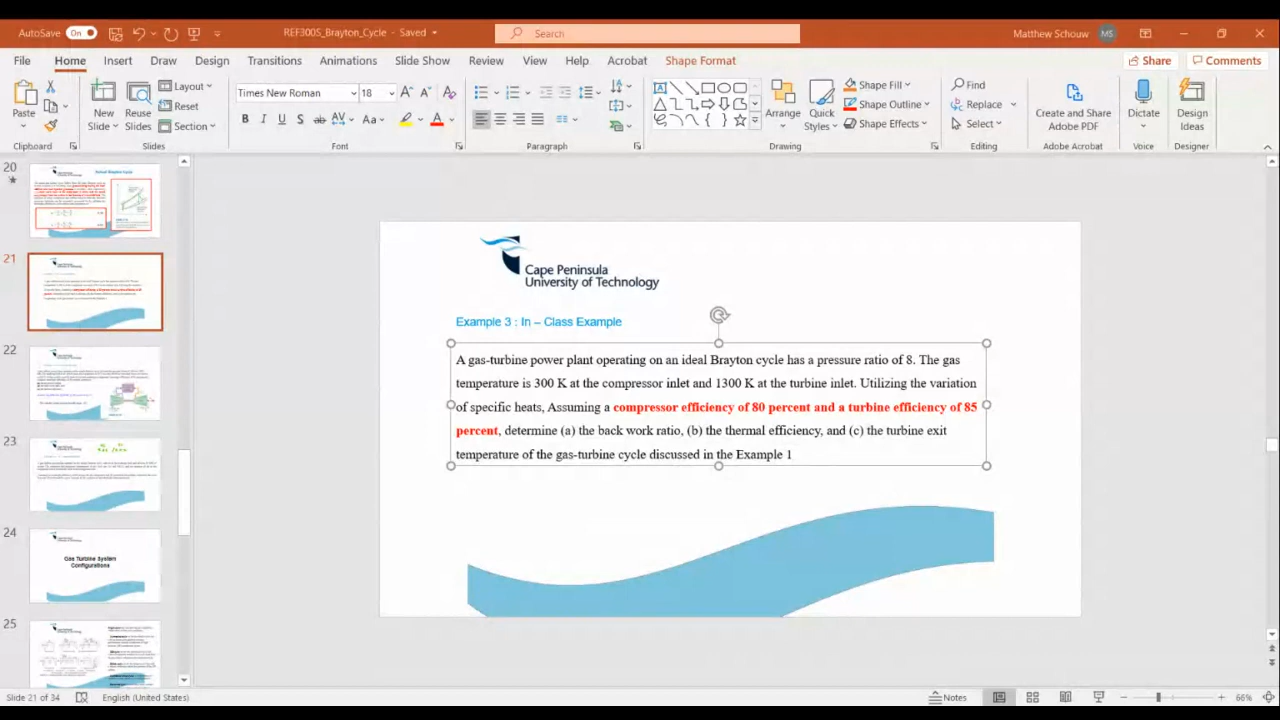 AutoSave On REF300S_Brayton_Cycle - Saved Search Matthew Schouw MS
File Home Insert Draw Design Transitions Animations Slide Show Review View Help Acrobat Shape Format Share Comments
Paste
Clipboard
New Slide
Reuse Slides
Layout
Reset
Section
Slides
Times New Roman 18
B I U S ab AV Aa A
Font
Paragraph
Arrange
Quick Styles
Shape Fill
Shape Outline
Shape Effects
Drawing
Find
Replace
Select
Editing
Create and Share Adobe PDF
Adobe Acrobat
Dictate
Voice
Design Ideas
Designer
20
21
22
23
24
Gas Turbine System
Configurations
25
Cape Peninsula
University of Technology
Example 3 : In – Class Example
A gas-turbine power plant operating on an ideal Brayton cycle has a pressure ratio of 8. The gas
temperature is 300 K at the compressor inlet and 1300 K at the turbine inlet. Utilizing the variation
of specific heats, Assuming a compressor efficiency of 80 percent and a turbine efficiency of 85
percent, determine (a) the back work ratio, (b) the thermal efficiency, and (c) the turbine exit
temperature of the gas-turbine cycle discussed in the Example 1
Slide 21 of 34 English (United States) Notes 66%